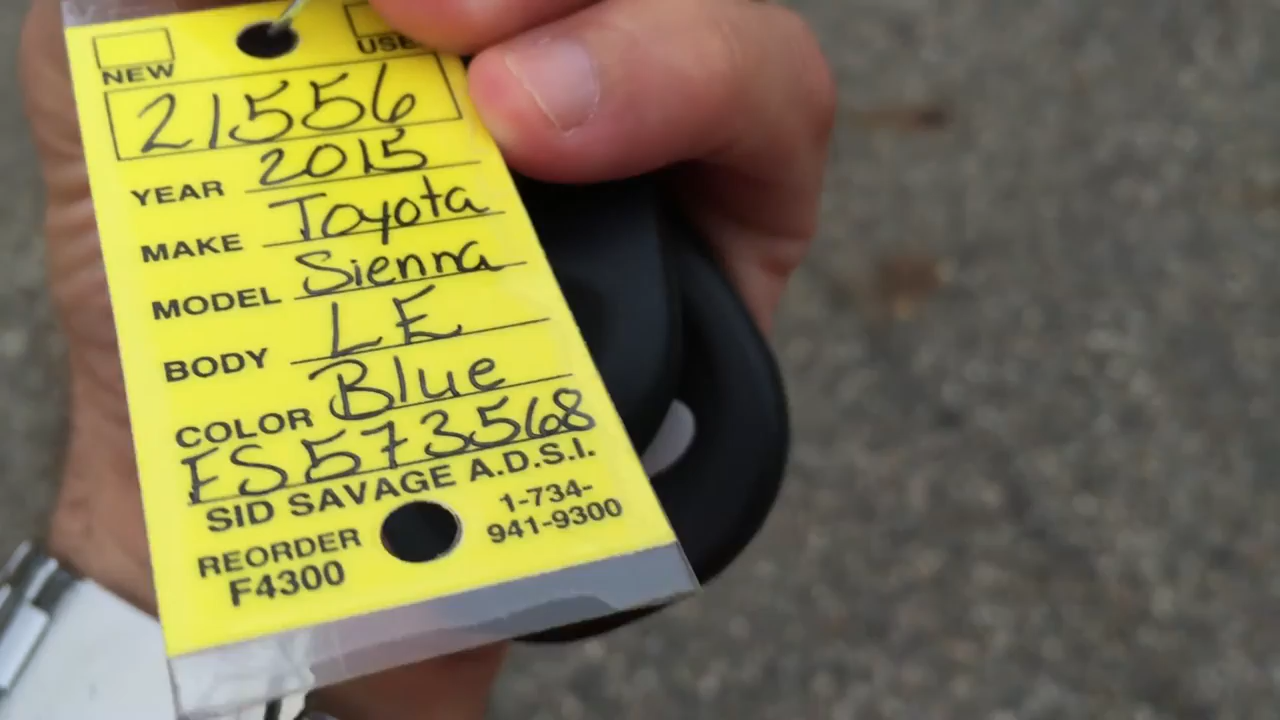 NEW USE
21556
YEAR 2015
MAKE Toyota
MODEL Sienna
BODY LE
COLOR Blue
FS573568
SID SAVAGE A.D.S.I.
REORDER F4300
1-734-941-9300